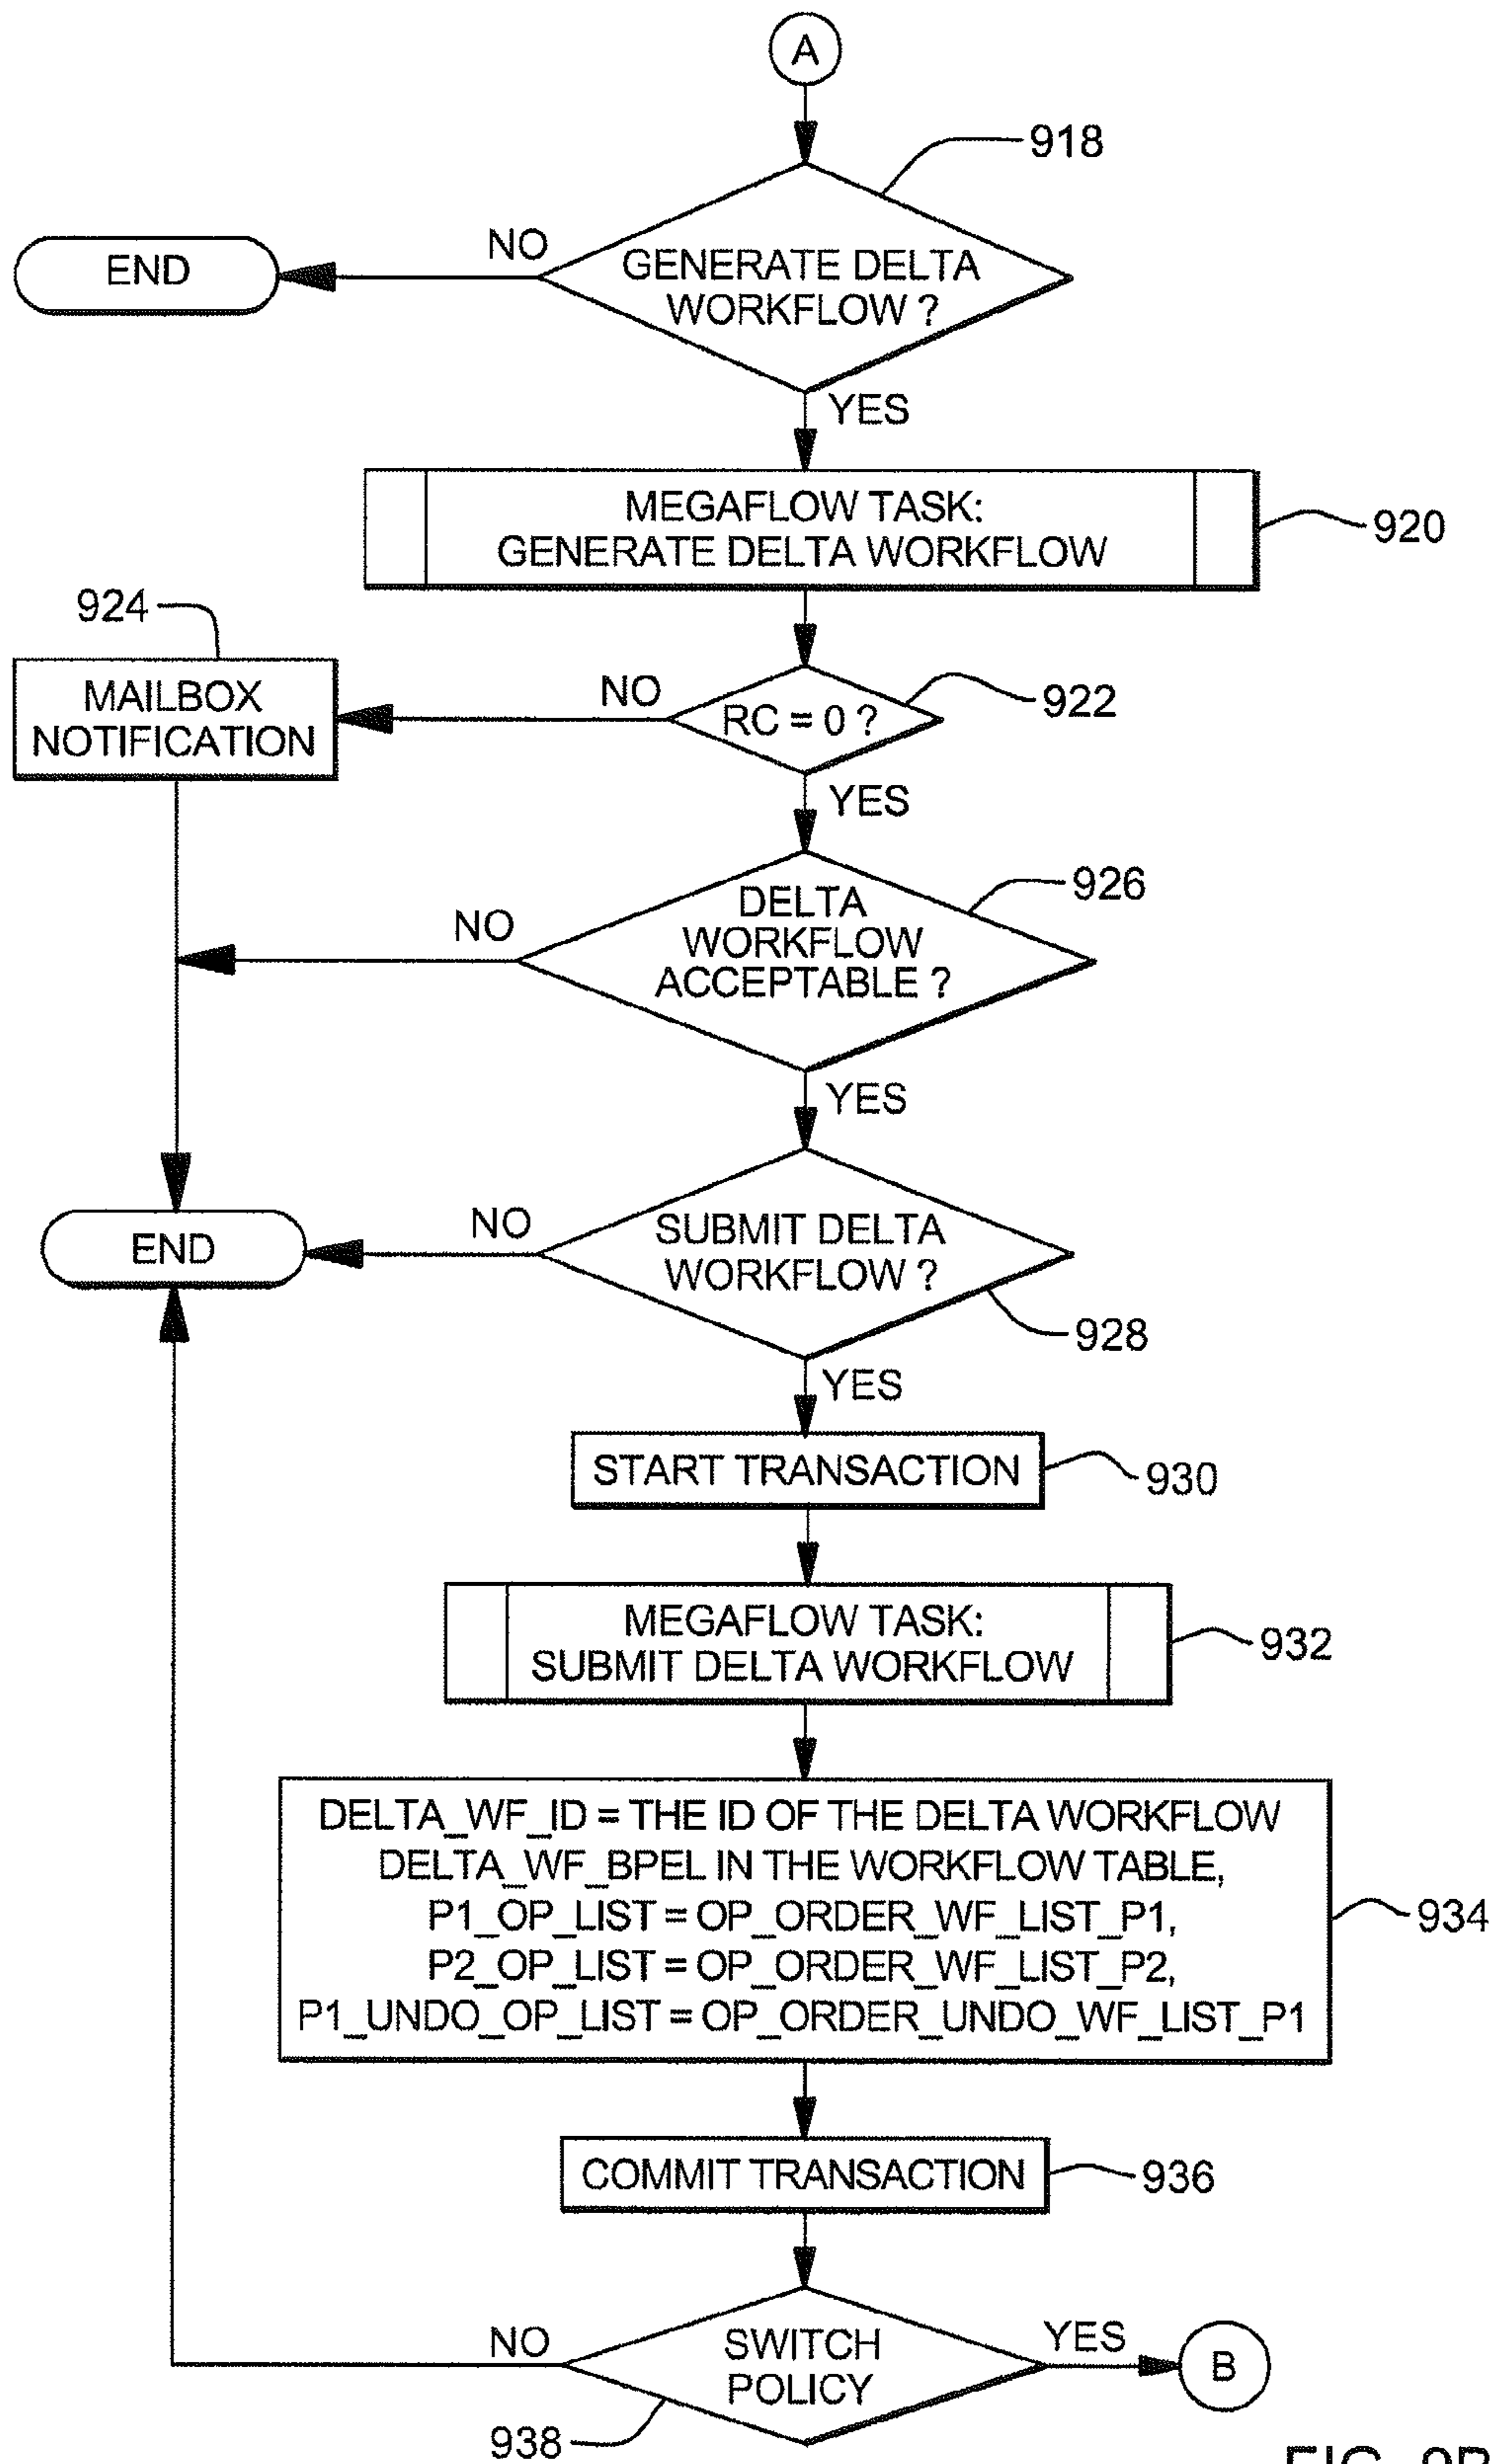 A
918
NO
END
GENERATE DELTA
WORKFLOW ?
YES
MEGAFLOW TASK:
GENERATE DELTA WORKFLOW
920
924
MAILBOX
NOTIFICATION
NO
RC = 0 ?
922
YES
926
DELTA
WORKFLOW
ACCEPTABLE ?
NO
YES
END
NO
SUBMIT DELTA
WORKFLOW ?
928
YES
START TRANSACTION
930
MEGAFLOW TASK:
SUBMIT DELTA WORKFLOW
932
DELTA_WF_ID = THE ID OF THE DELTA WORKFLOW
DELTA_WF_BPEL IN THE WORKFLOW TABLE,
P1_OP_LIST = OP_ORDER_WF_LIST_P1,
P2_OP_LIST = OP_ORDER_WF_LIST_P2,
P1_UNDO_OP_LIST = OP_ORDER_UNDO_WF_LIST_P1
934
COMMIT TRANSACTION
936
NO
SWITCH
POLICY
YES
B
938